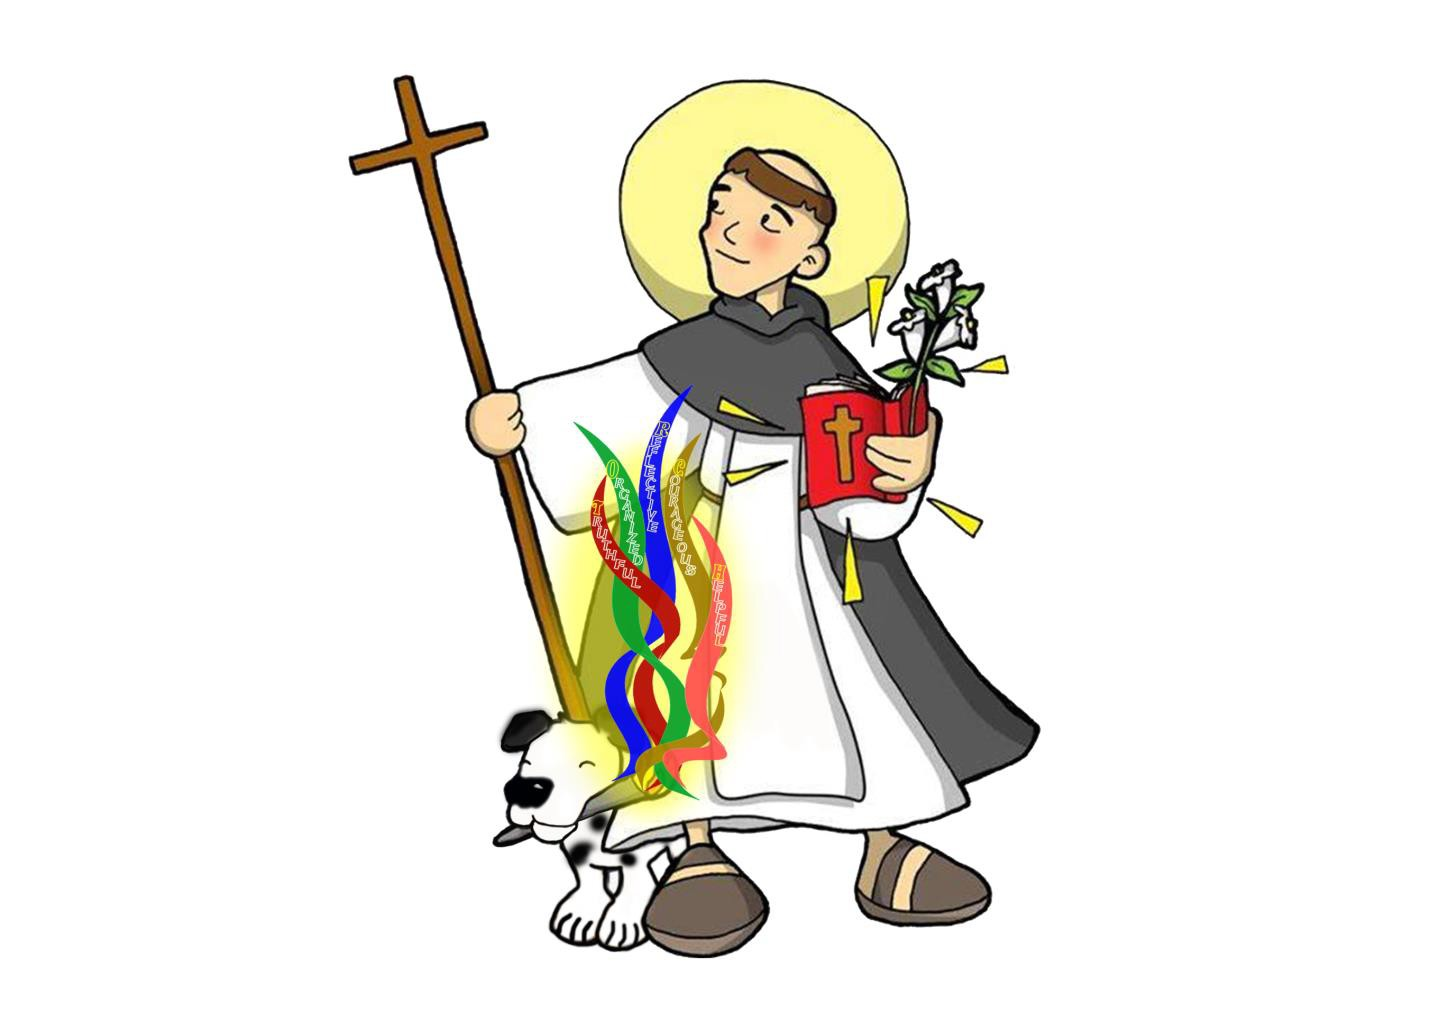 Truthful
Organized
Reflective
Courageous
Helpful